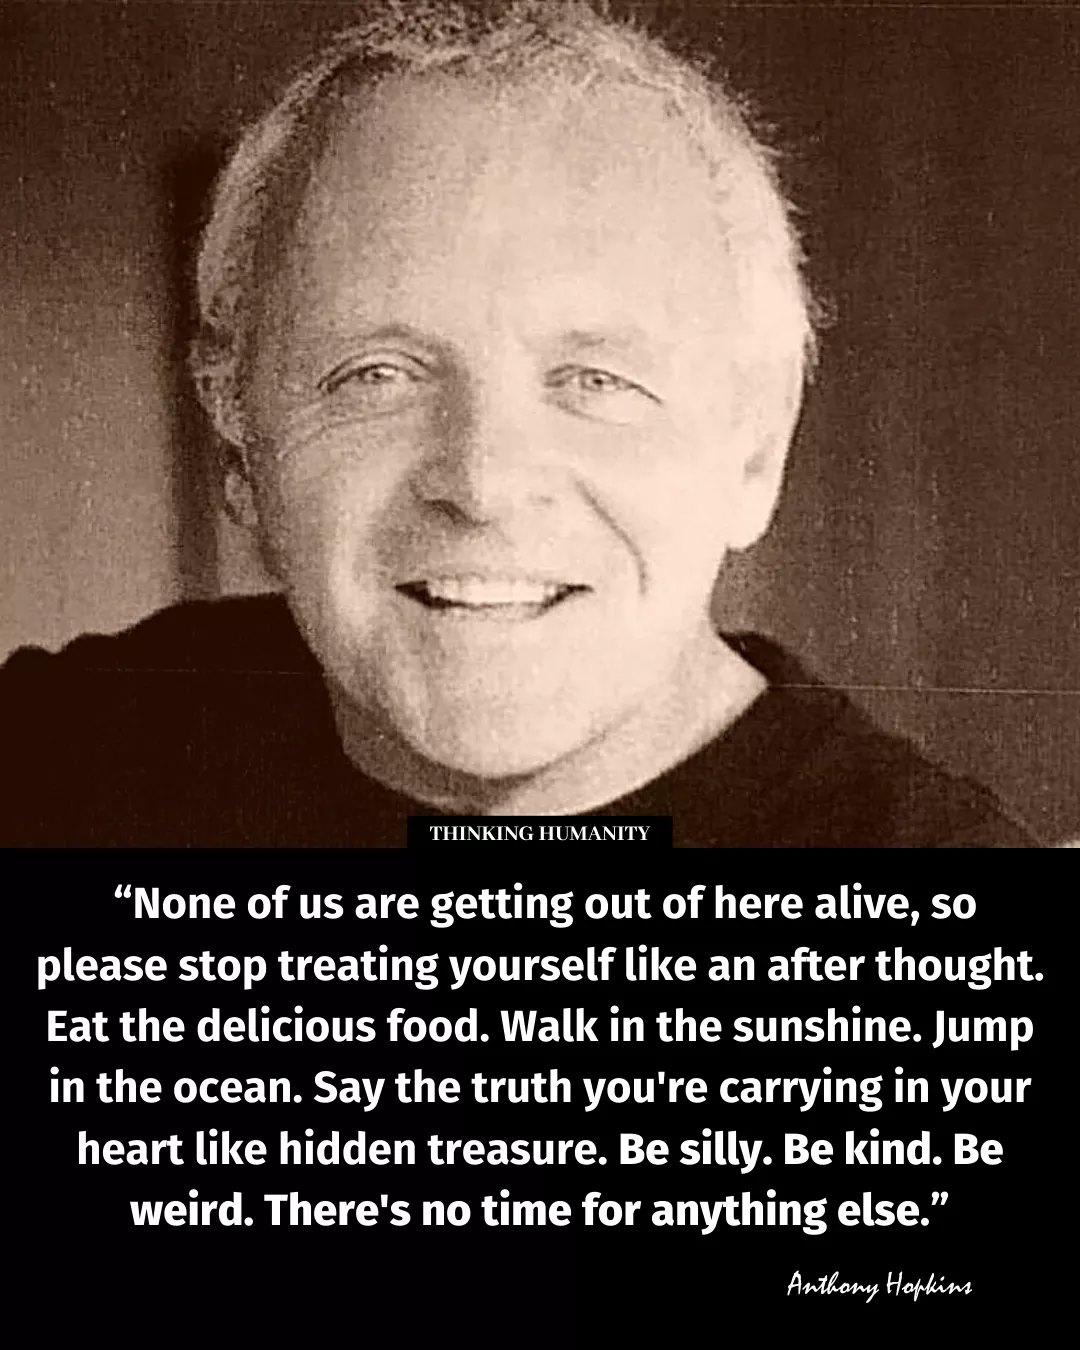 THINKING HUMANITY
“None of us are getting out of here alive, so
please stop treating yourself like an after thought.
Eat the delicious food. Walk in the sunshine. Jump
in the ocean. Say the truth you're carrying in your
heart like hidden treasure. Be silly. Be kind. Be
weird. There's no time for anything else.”
Anthony Hopkins